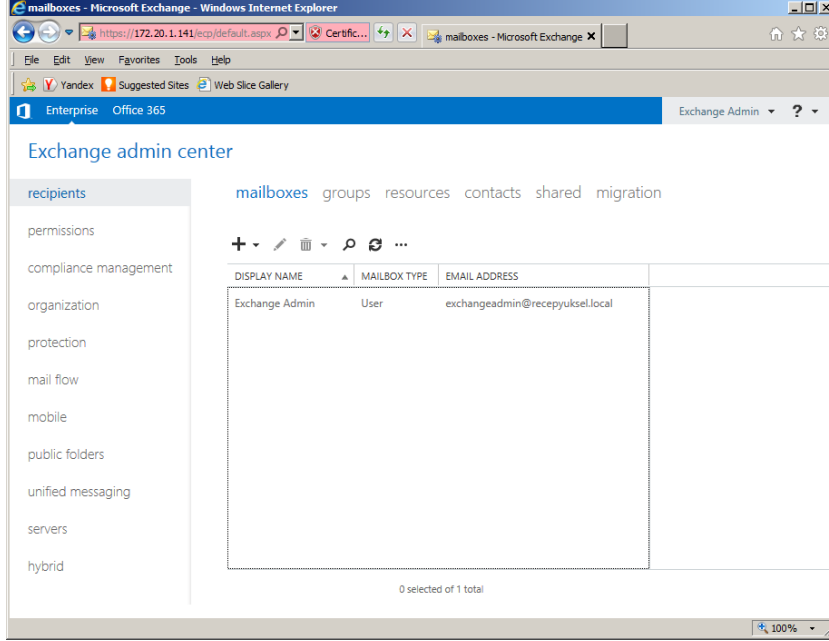 mailboxes - Microsoft Exchange - Windows Internet Explorer
https://172.20.1.141/ecp/default.aspx Certific... mailboxes - Microsoft Exchange
File Edit View Favorites Tools Help
Yandex Suggested Sites Web Slice Gallery
Enterprise Office 365 Exchange Admin ?
Exchange admin center
recipients
permissions
compliance management
organization
protection
mail flow
mobile
public folders
unified messaging
servers
hybrid
mailboxes groups resources contacts shared migration
DISPLAY NAME MAILBOX TYPE EMAIL ADDRESS
Exchange Admin User exchangeadmin@recepyuksel.local
0 selected of 1 total
100%